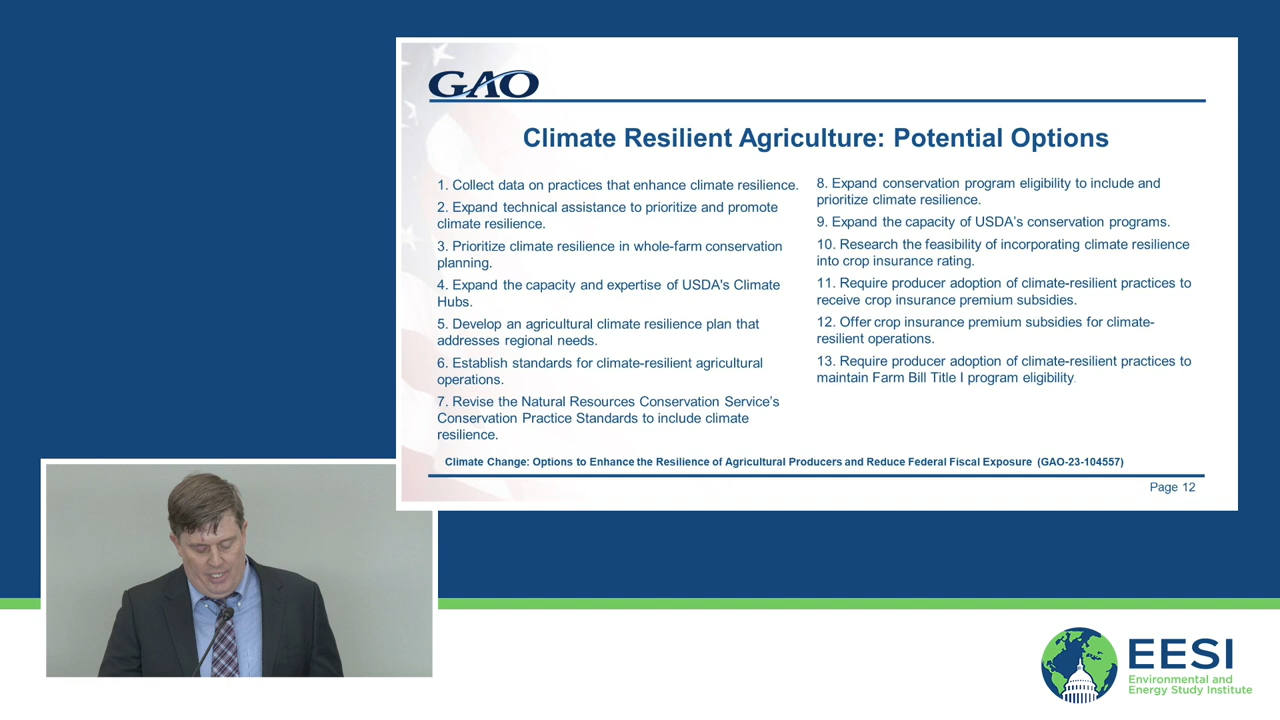 GAO
Climate Resilient Agriculture: Potential Options
1. Collect data on practices that enhance climate resilience.
2. Expand technical assistance to prioritize and promote
climate resilience.
3. Prioritize climate resilience in whole-farm conservation
planning.
4. Expand the capacity and expertise of USDA's Climate
Hubs.
5. Develop an agricultural climate resilience plan that
addresses regional needs.
6. Establish standards for climate-resilient agricultural
operations.
7. Revise the Natural Resources Conservation Service's
Conservation Practice Standards to include climate
resilience.
8. Expand conservation program eligibility to include and
prioritize climate resilience.
9. Expand the capacity of USDA's conservation programs.
10. Research the feasibility of incorporating climate resilience
into crop insurance rating.
11. Require producer adoption of climate-resilient practices to
receive crop insurance premium subsidies.
12. Offer crop insurance premium subsidies for climate-
resilient operations.
13. Require producer adoption of climate-resilient practices to
maintain Farm Bill Title I program eligibility.
Climate Change: Options to Enhance the Resilience of Agricultural Producers and Reduce Federal Fiscal Exposure (GAO-23-104557)
Page 12
EESI
Environmental and
Energy Study Institute